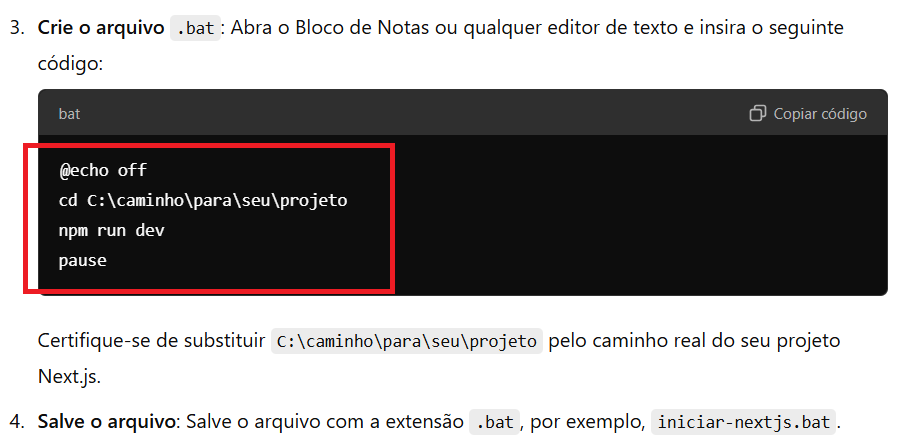 3. Crie o arquivo .bat: Abra o Bloco de Notas ou qualquer editor de texto e insira o seguinte
código:
bat
Copiar código
@echo off
cd C:\caminho\para\seu\projeto
npm run dev
pause
Certifique-se de substituir C:\caminho\para\seu\projeto pelo caminho real do seu projeto
Next.js.
4. Salve o arquivo: Salve o arquivo com a extensão .bat, por exemplo, iniciar-nextjs.bat.